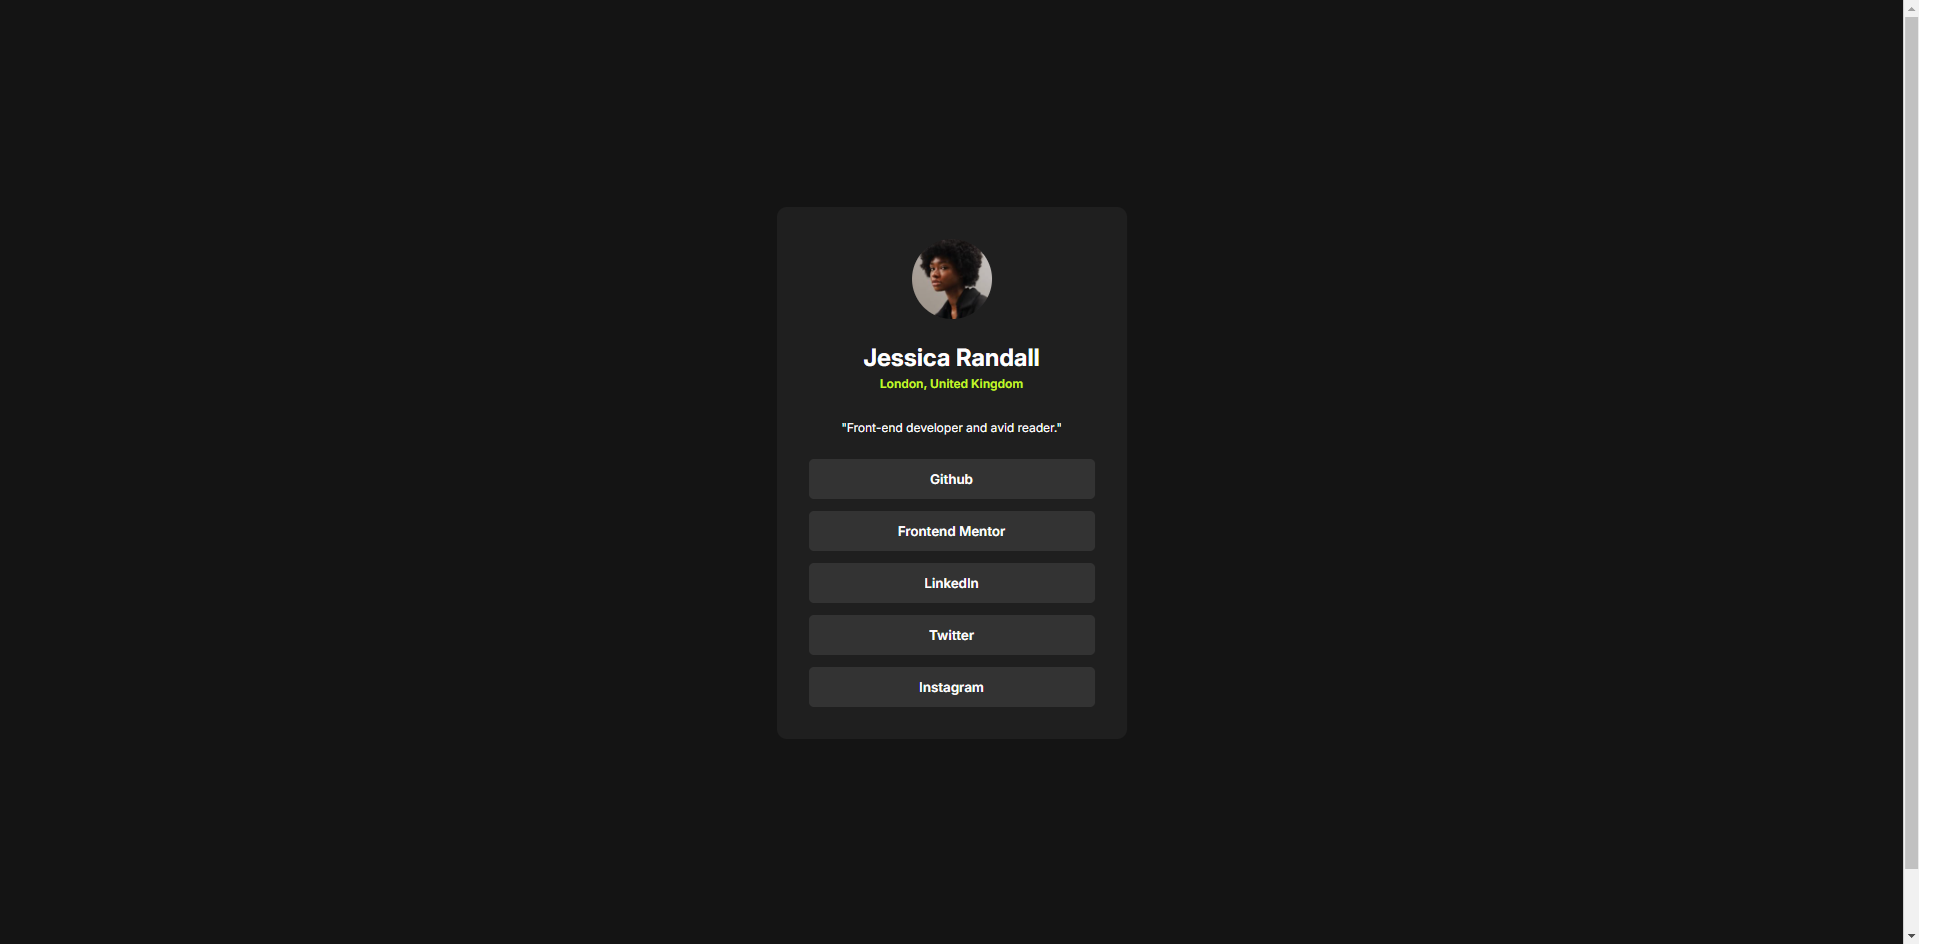 Jessica Randall
London, United Kingdom
"Front-end developer and avid reader."
Github
Frontend Mentor
LinkedIn
Twitter
Instagram